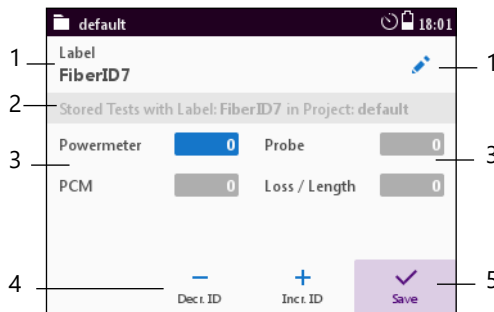 default 18:01
1 Label 1
FiberID7
2 Stored Tests with Label: FiberID7 in Project: default
Powermeter 0 Probe 0
3 3
PCM 0 Loss / Length 0
4 5
Decr. ID Incr. ID Save